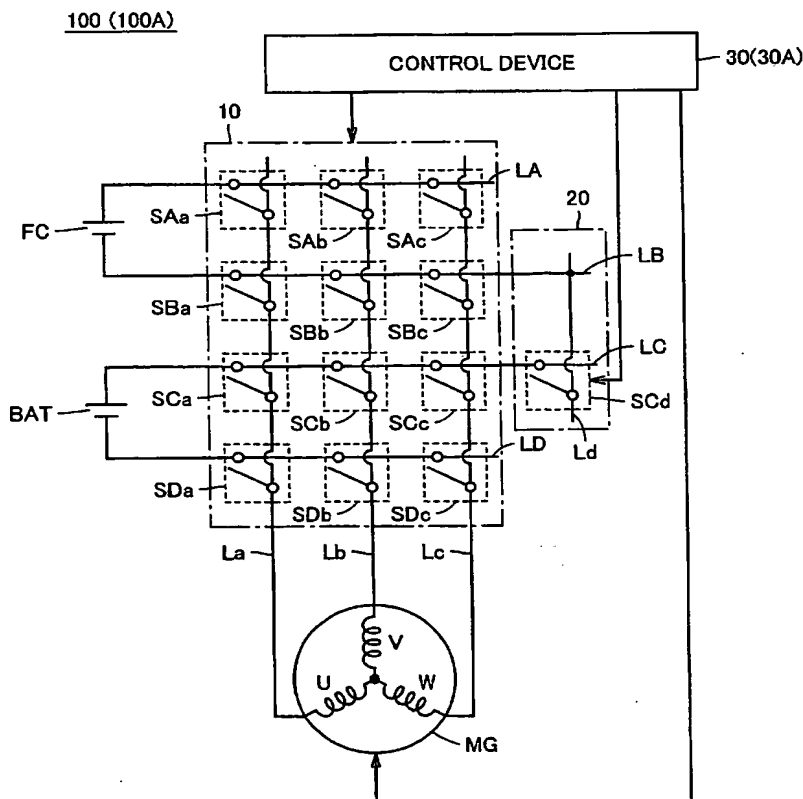 100 (100A)
CONTROL DEVICE
30(30A)
10
LA
SAa
SAb
SAc
20
FC
LB
SBa
SBb
SBc
LC
BAT
SCa
SCb
SCc
SCd
LD
Ld
SDa
SDb
SDc
La
Lb
Lc
V
U
W
MG